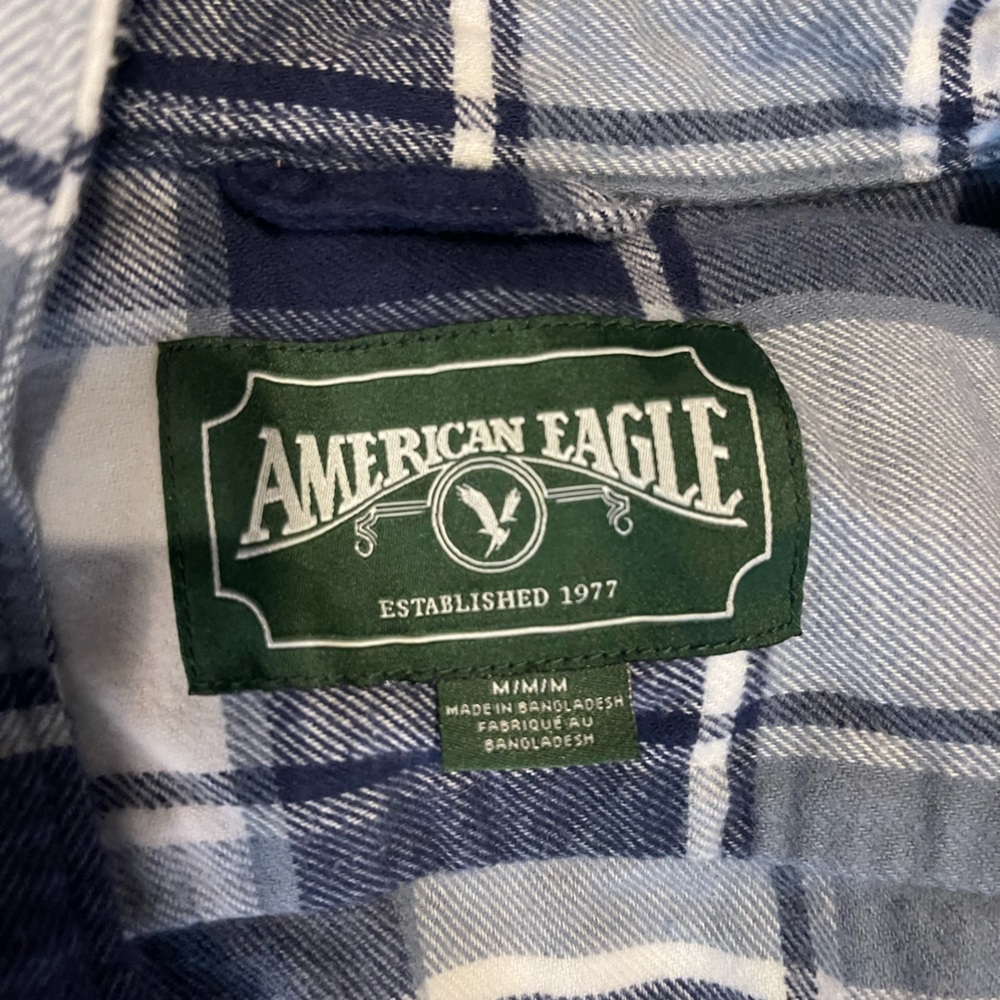 AMERICAN EAGLE
ESTABLISHED 1977
M/M/M
MADE IN BANGLADESH
FABRIQUÉ AU
BANGLADESH